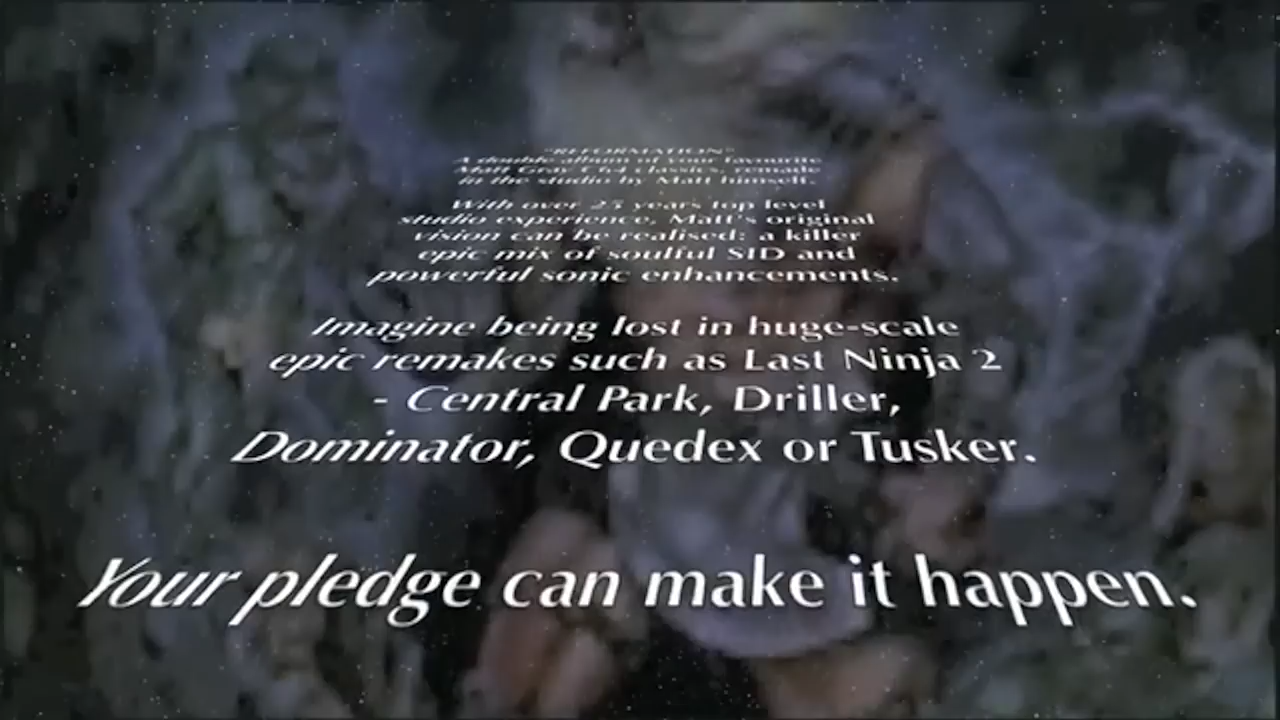 "REFORMATION"
A double album of your favourite
Matt Gray C64 classics, remade
in the studio by Matt himself.
With over 25 years top level
studio experience, Matt's original
vision can be realised: a killer
epic mix of soulful SID and
powerful sonic enhancements.
Imagine being lost in huge-scale
epic remakes such as Last Ninja 2
- Central Park, Driller,
Dominator, Quedex or Tusker.
Your pledge can make it happen.